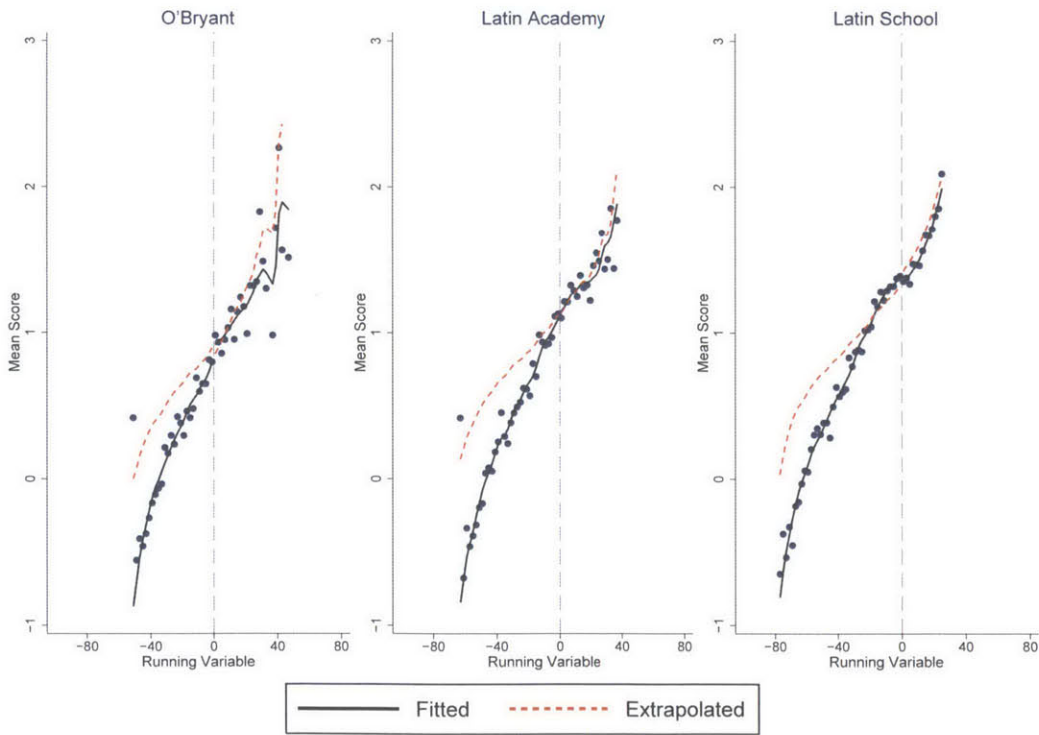 O'Bryant
Latin Academy
Latin School
Mean Score
3
2
1
0
−1
−80
−40
0
40
80
Running Variable
Mean Score
3
2
1
0
−1
−80
−40
0
40
80
Running Variable
Mean Score
3
2
1
0
−1
−80
−40
0
40
80
Running Variable
Fitted
Extrapolated